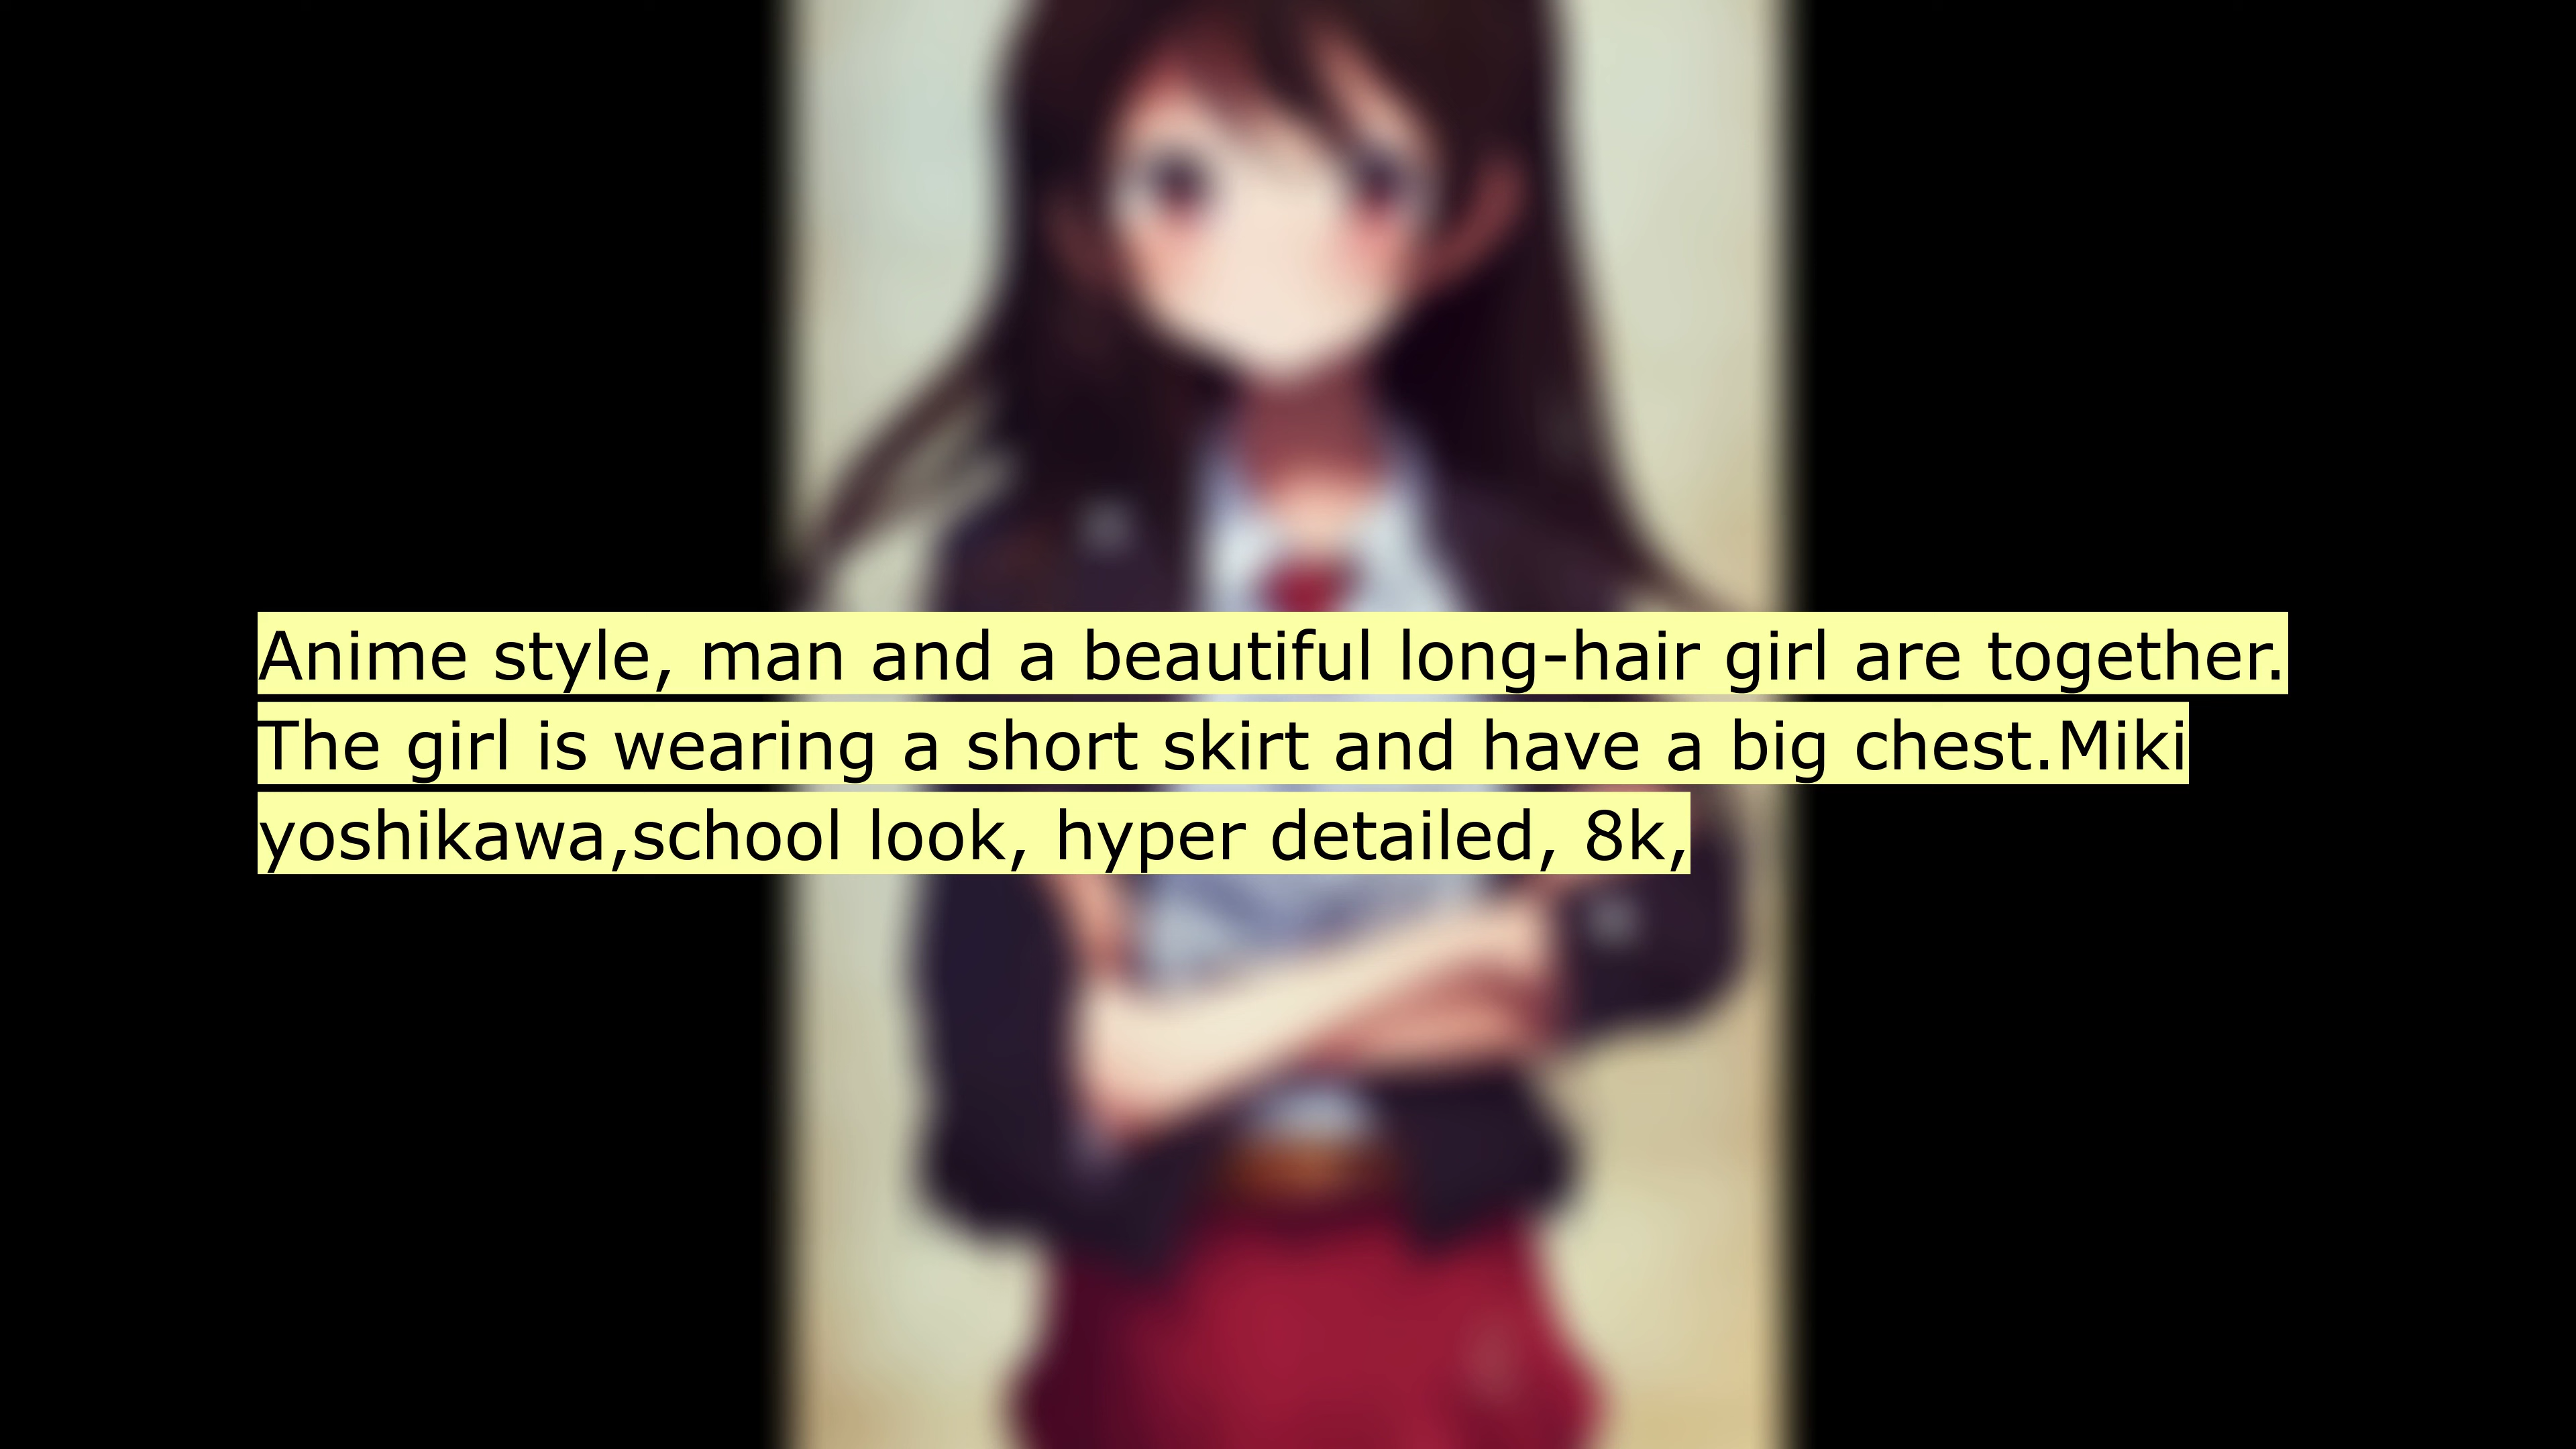 Anime style, man and a beautiful long-hair girl are together.
The girl is wearing a short skirt and have a big chest.Miki
yoshikawa,school look, hyper detailed, 8k,